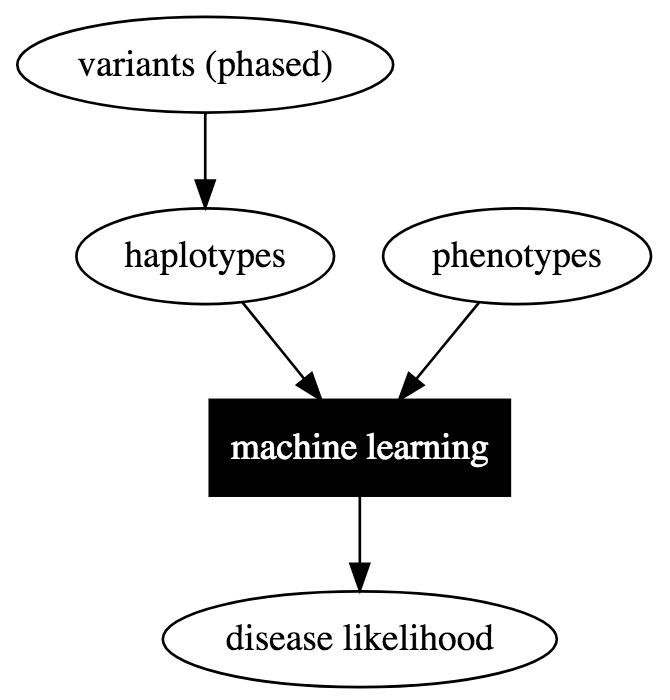 variants (phased)
haplotypes
phenotypes
machine learning
disease likelihood